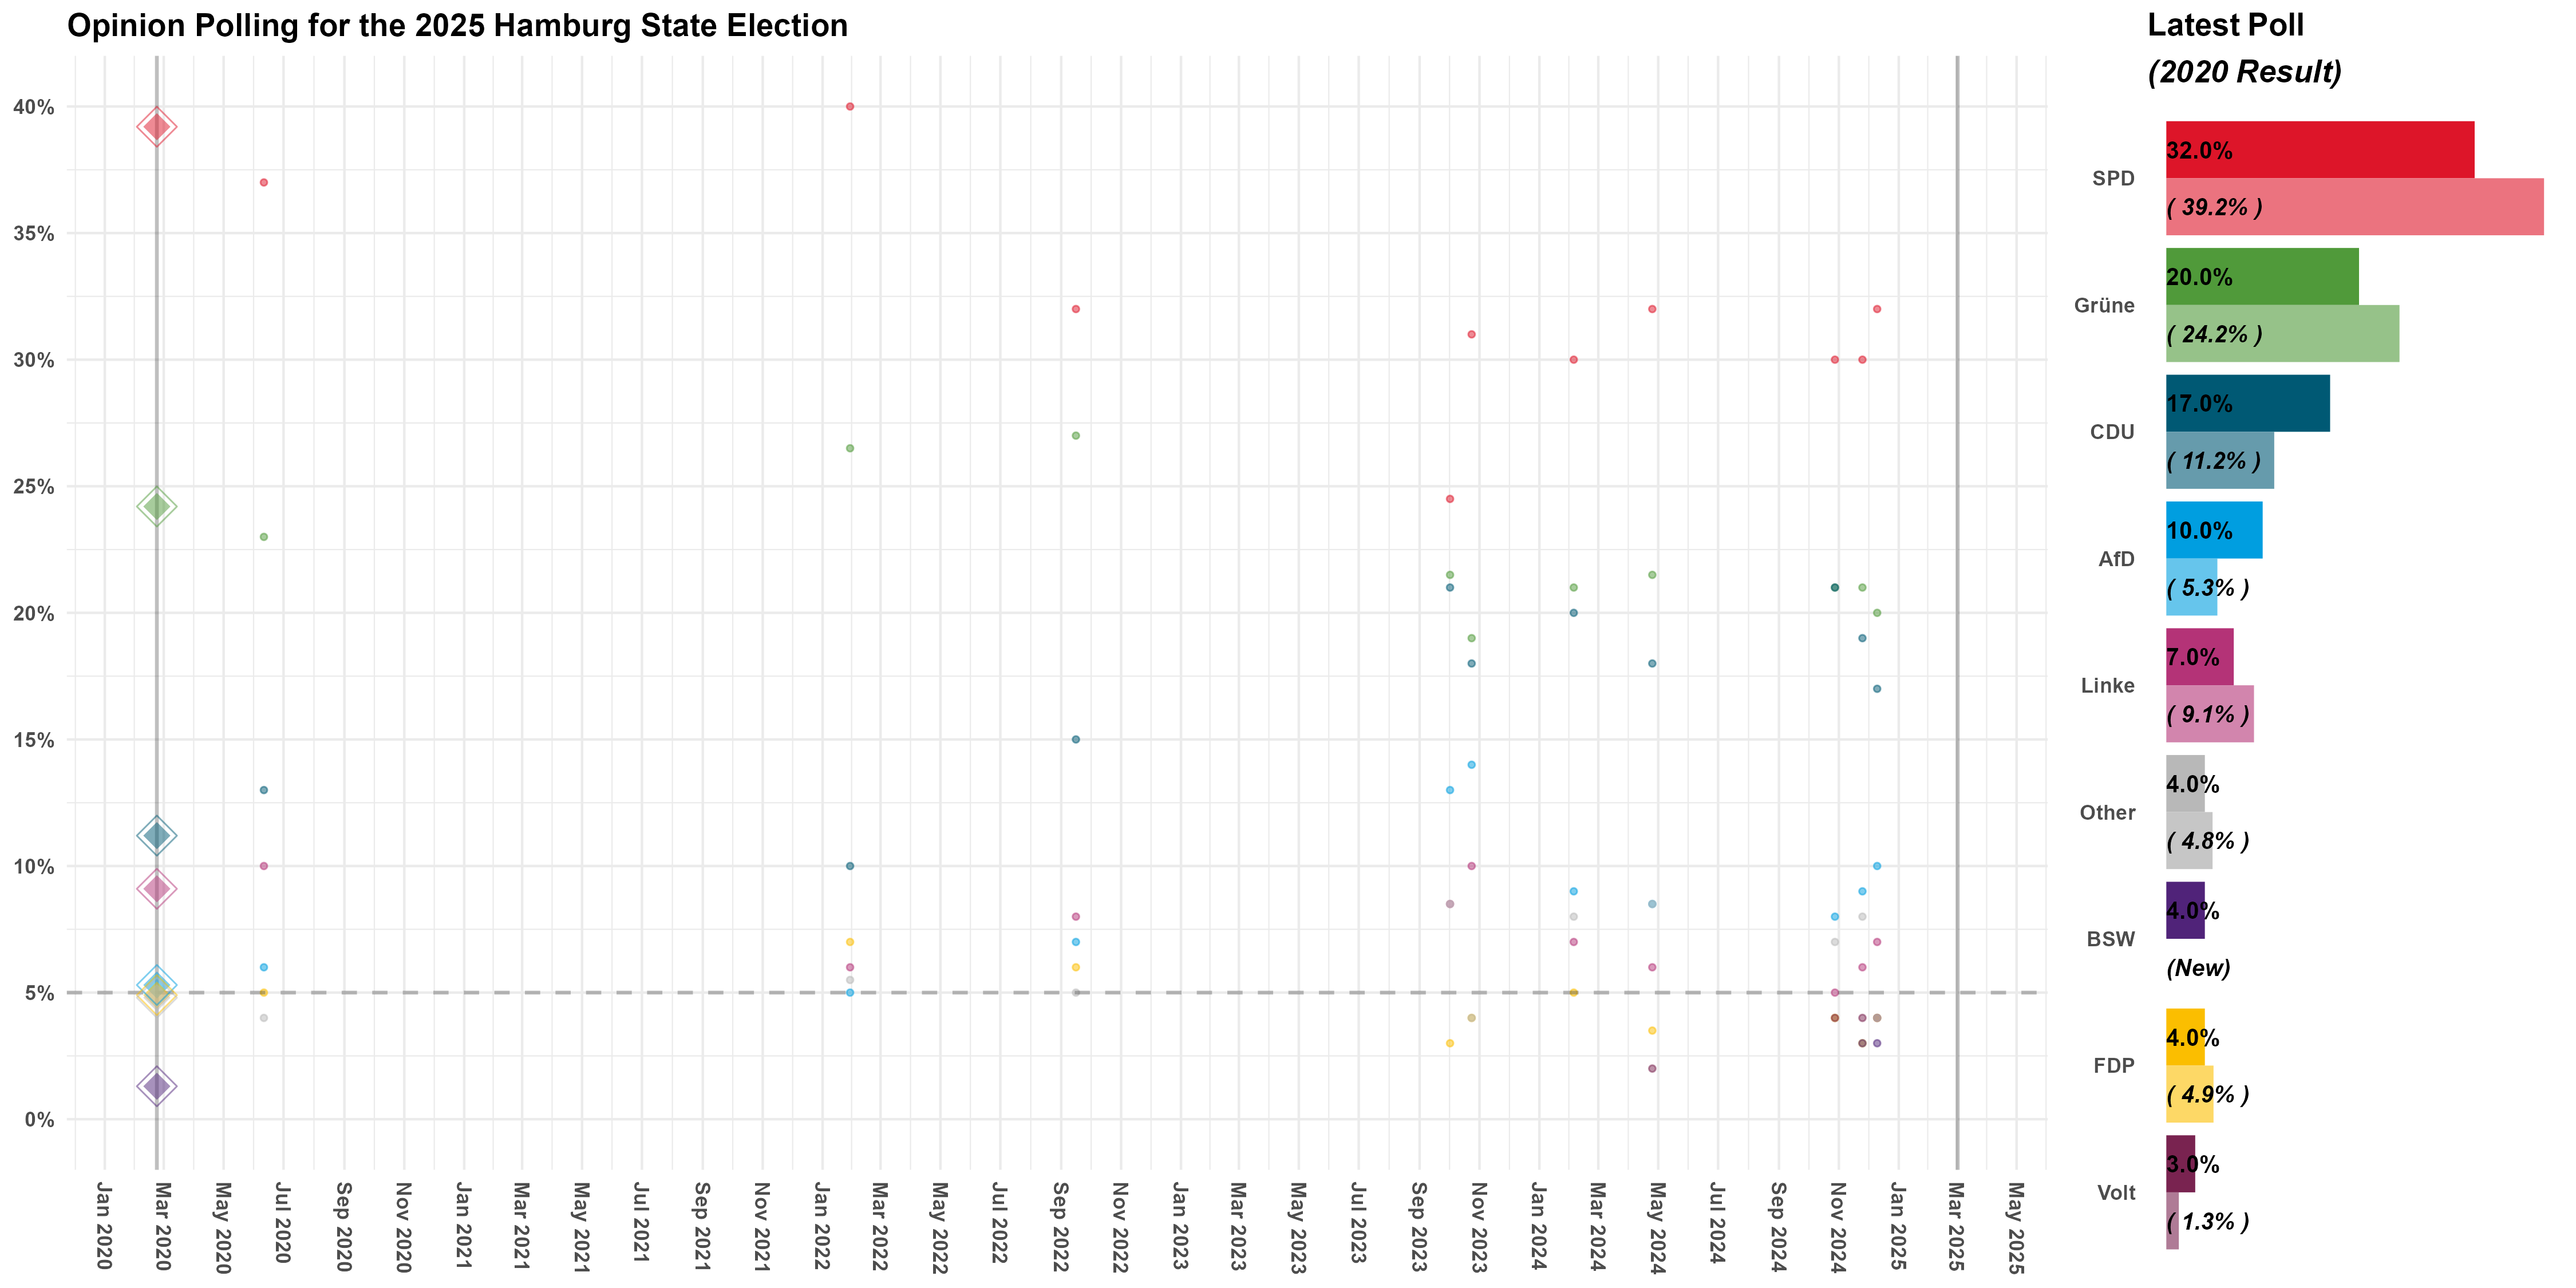 Opinion Polling for the 2025 Hamburg State Election
40%
35%
30%
25%
20%
15%
10%
5%
0%
Jan 2020
Mar 2020
May 2020
Jul 2020
Sep 2020
Nov 2020
Jan 2021
Mar 2021
May 2021
Jul 2021
Sep 2021
Nov 2021
Jan 2022
Mar 2022
May 2022
Jul 2022
Sep 2022
Nov 2022
Jan 2023
Mar 2023
May 2023
Jul 2023
Sep 2023
Nov 2023
Jan 2024
Mar 2024
May 2024
Jul 2024
Sep 2024
Nov 2024
Jan 2025
Mar 2025
May 2025
Latest Poll
(2020 Result)
SPD
32.0%
( 39.2% )
Grüne
20.0%
( 24.2% )
CDU
17.0%
( 11.2% )
AfD
10.0%
( 5.3% )
Linke
7.0%
( 9.1% )
Other
4.0%
( 4.8% )
BSW
4.0%
(New)
FDP
4.0%
( 4.9% )
Volt
3.0%
( 1.3% )